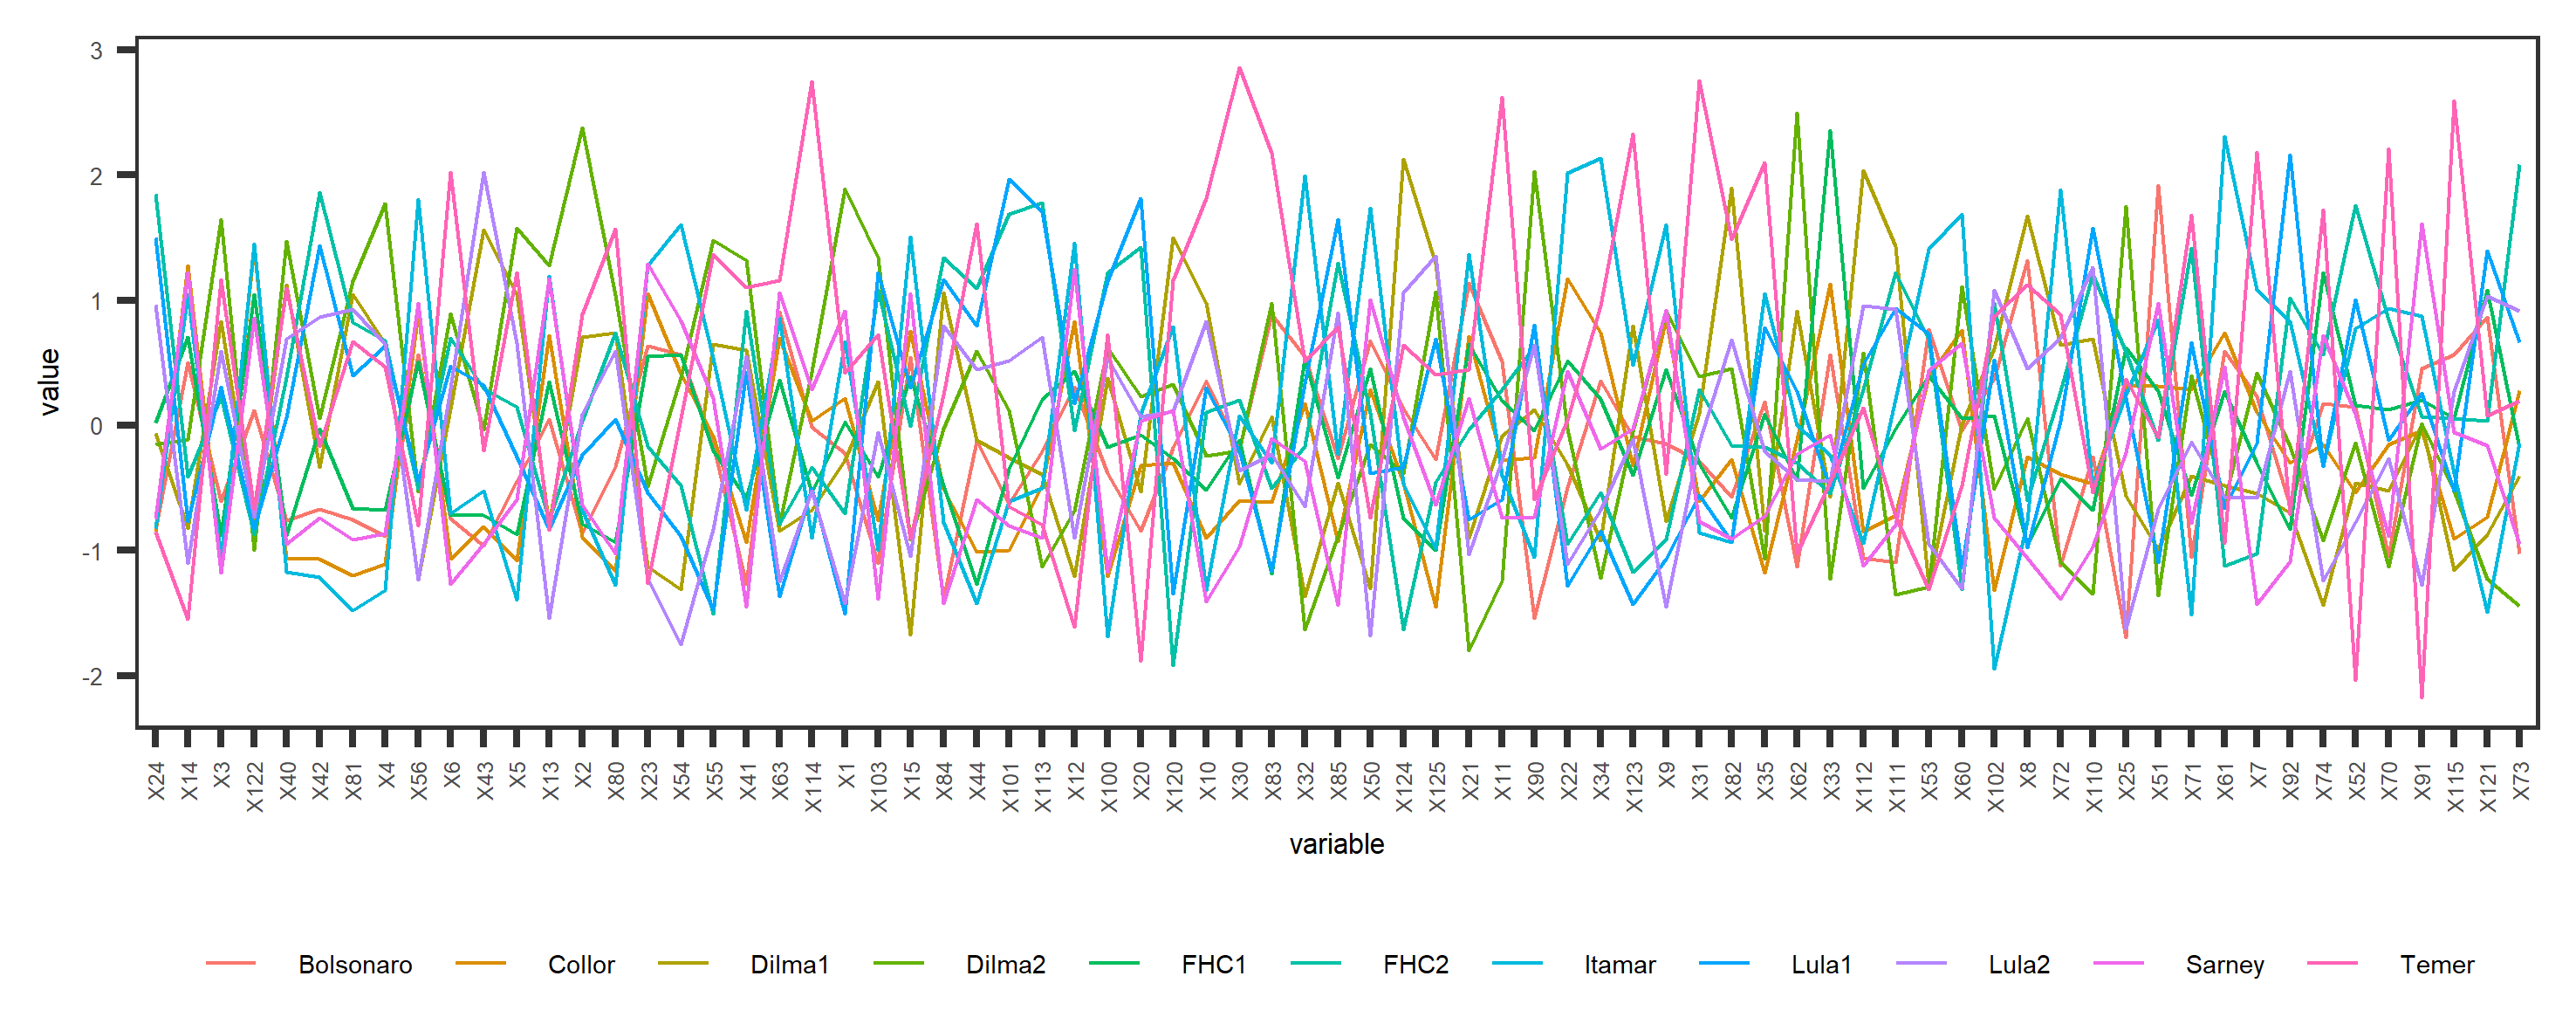 3
2
1
0
-1
-2
value
X24 X14 X3 X122 X40 X42 X81 X4 X56 X6 X43 X5 X13 X2 X80 X23 X54 X55 X41 X63 X114 X1 X103 X15 X84 X44 X101 X113 X12 X100 X20 X120 X10 X30 X83 X32 X85 X50 X124 X125 X21 X11 X90 X22 X34 X123 X9 X31 X82 X35 X62 X33 X112 X111 X53 X60 X102 X8 X72 X110 X25 X51 X71 X61 X7 X92 X74 X52 X70 X91 X115 X121 X73
variable
Bolsonaro Collor Dilma1 Dilma2 FHC1 FHC2 Itamar Lula1 Lula2 Sarney Temer